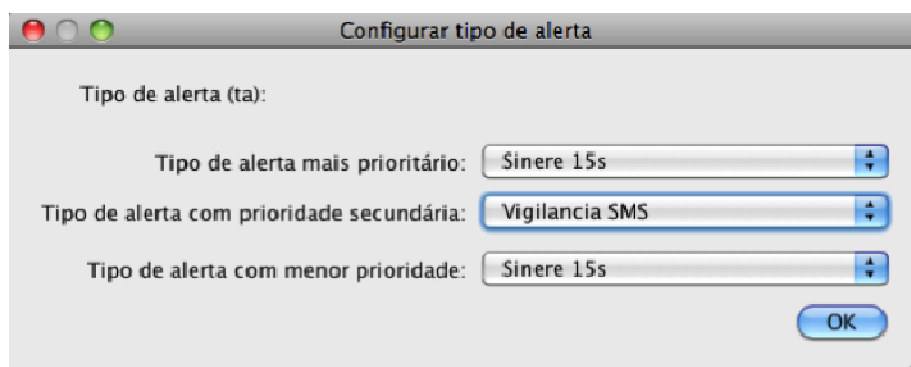 Configurar tipo de alerta
Tipo de alerta (ta):
Tipo de alerta mais prioritário: Sinere 15s
Tipo de alerta com prioridade secundária: Vigilancia SMS
Tipo de alerta com menor prioridade: Sinere 15s
OK